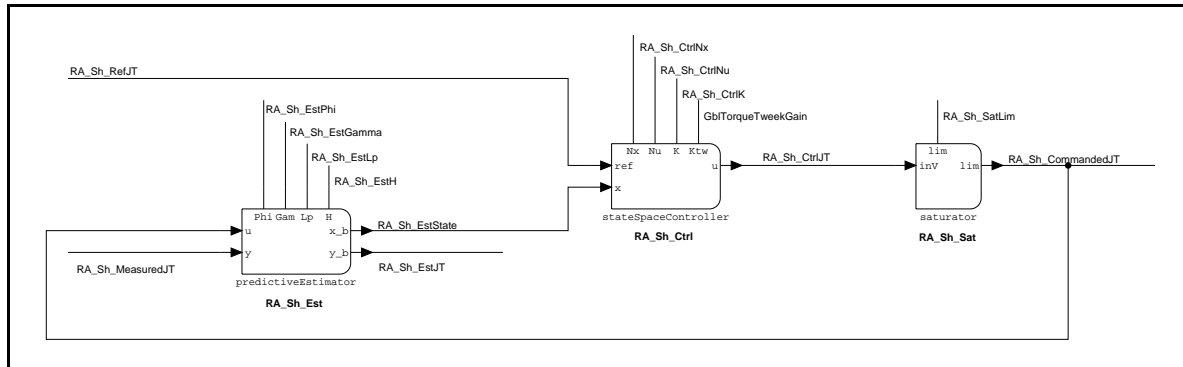 RA_Sh_CtrlNx
RA_Sh_RefJT
RA_Sh_CtrlNu
RA_Sh_CtrlK
RA_Sh_EstPhi
GblTorqueTweekGain
RA_Sh_SatLim
RA_Sh_EstGamma
Nx Nu K Ktw
lim
RA_Sh_EstLp
ref u
RA_Sh_CtrlJT
inV lim
RA_Sh_CommandedJT
RA_Sh_EstH
x
Phi Gam Lp H
stateSpaceController
saturator
u x_b
RA_Sh_EstState
RA_Sh_Ctrl
RA_Sh_Sat
y y_b
RA_Sh_MeasuredJT
RA_Sh_EstJT
predictiveEstimator
RA_Sh_Est